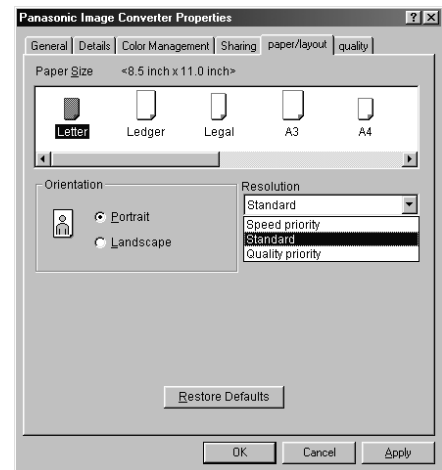 Panasonic Image Converter Properties
General Details Color Management Sharing paper/layout quality
Paper Size <8.5 inch x 11.0 inch>
Letter Ledger Legal A3 A4
Orientation
Portrait
Landscape
Resolution
Standard
Speed priority
Standard
Quality priority
Restore Defaults
OK Cancel Apply